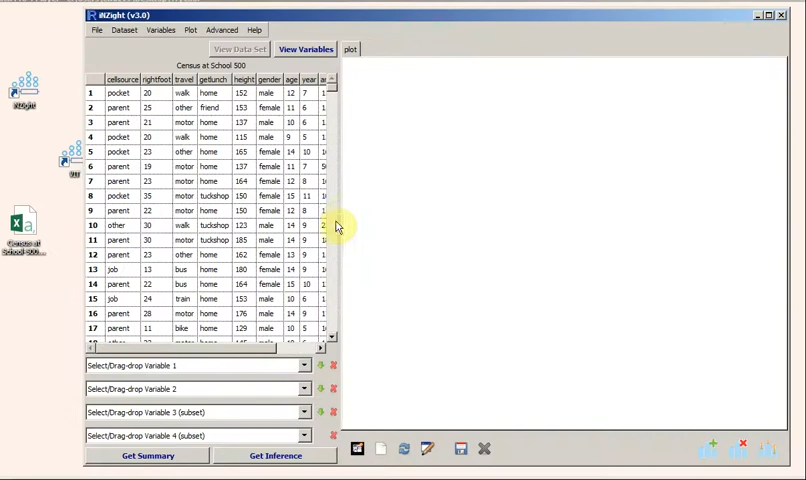 iNZight (v3.0)
File Dataset Variables Plot Advanced Help
View Data Set View Variables plot
Census at School 500
cellsource rightfoot travel getlunch height gender age year
1 pocket 20 walk home 152 male 12 7
2 parent 25 other friend 153 female 11 6
3 parent 21 motor home 137 male 10 6
4 pocket 20 walk home 115 male 9 5
5 pocket 23 other home 165 female 14 10
6 parent 19 motor home 137 female 11 7
7 parent 23 motor home 164 female 12 8
8 pocket 35 motor tuckshop 150 female 15 11
9 parent 22 motor home 150 female 12 8
10 other 30 walk tuckshop 123 male 14 9
11 parent 30 motor tuckshop 185 male 14 9
12 parent 23 other home 162 female 13 9
13 job 13 bus home 180 female 14 9
14 parent 22 bus home 164 female 15 10
15 job 24 train home 153 male 10 6
16 parent 28 motor home 176 male 14 9
17 parent 11 bike home 129 male 10 5
Select/Drag-drop Variable 1
Select/Drag-drop Variable 2
Select/Drag-drop Variable 3 (subset)
Select/Drag-drop Variable 4 (subset)
Get Summary Get Inference
iNZight
VIT
Census at
School-500...